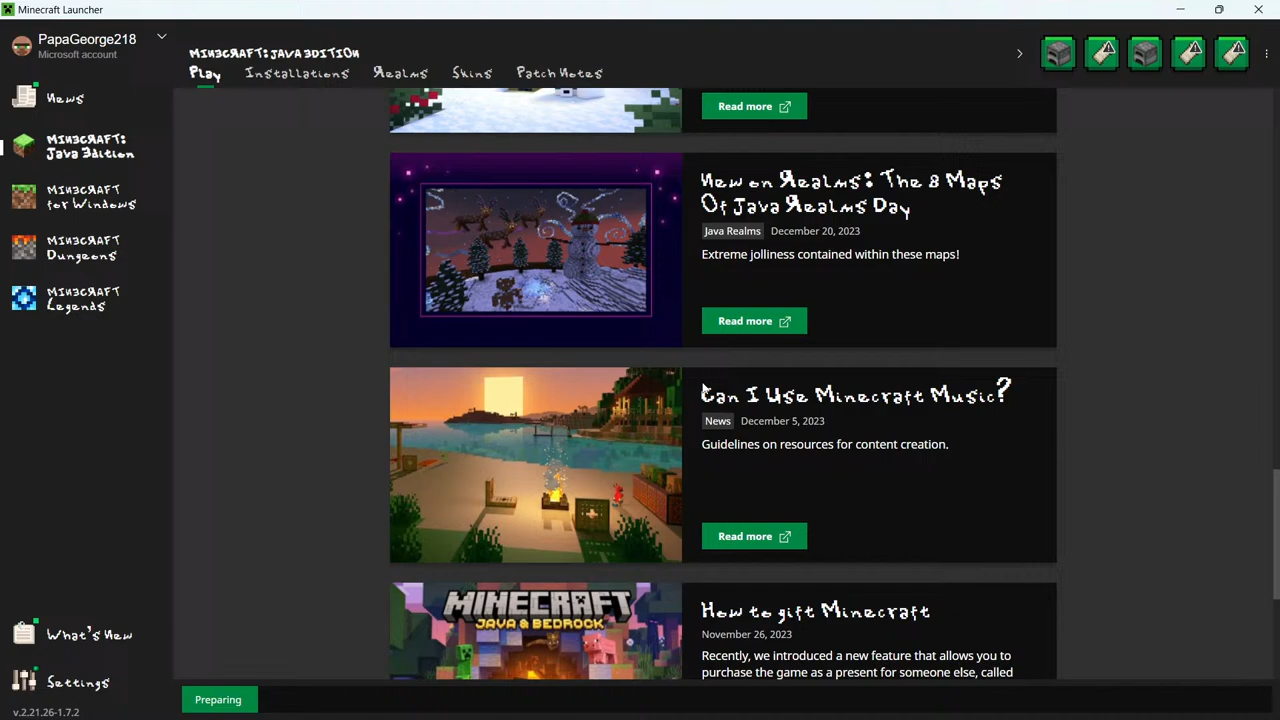 Minecraft Launcher
PapaGeorge218
Microsoft account
MINECRAFT: JAVA EDITION
Play
Installations
Realms
Skins
Patch Notes
News
MINECRAFT:
Java Edition
MINECRAFT
for Windows
MINECRAFT
Dungeons
MINECRAFT
Legends
What's New
Settings
v.2.21.26-1.7.2
Read more
New on Realms: The 8 Maps
Of Java Realms Day
Java Realms
December 20, 2023
Extreme jolliness contained within these maps!
Read more
Can I Use Minecraft Music?
News
December 5, 2023
Guidelines on resources for content creation.
Read more
MINECRAFT
JAVA & BEDROCK
How to gift Minecraft
November 26, 2023
Recently, we introduced a new feature that allows you to
purchase the game as a present for someone else, called
Preparing